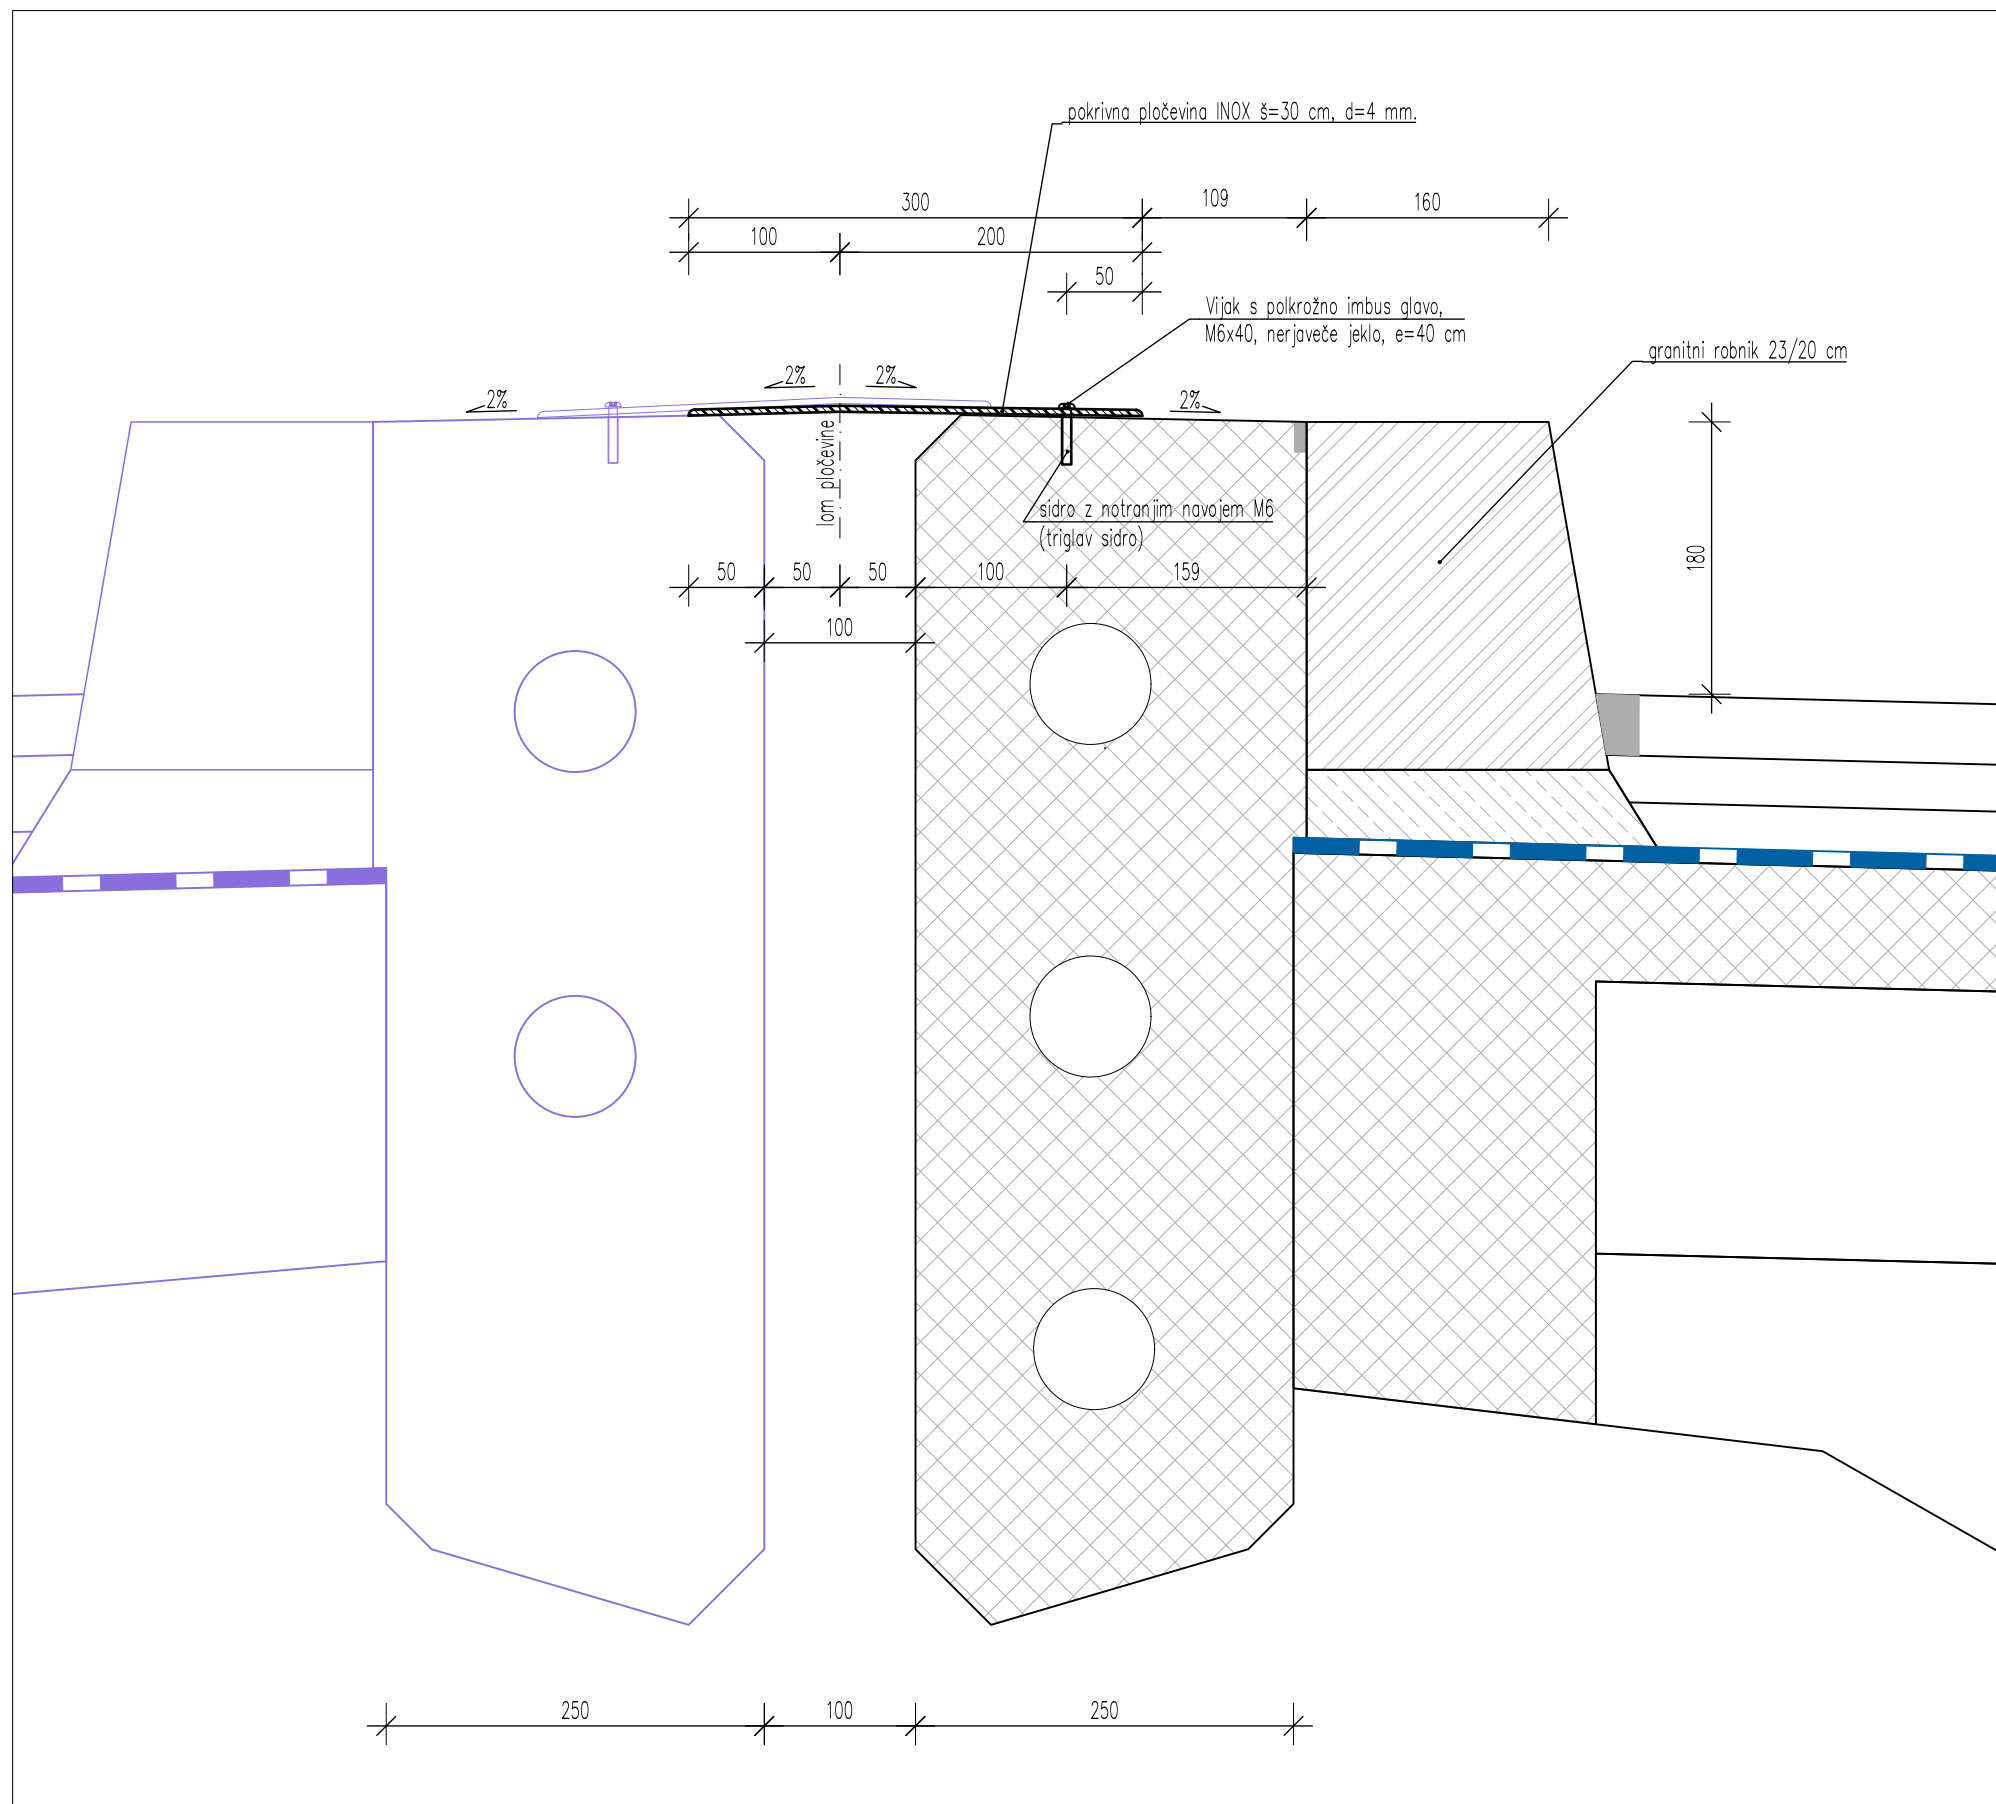 pokrivna pločevina INOX š=30 cm, d=4 mm.
300
109
160
100
200
50
Vijak s polkrožno imbus glavo,
M6x40, nerjaveče jeklo, e=40 cm
granitni robnik 23/20 cm
2%
2%
2%
2%
lom pločevine
sidro z notranjim navojem M6
(triglav sidro)
180
50
50
50
100
159
100
250
100
250